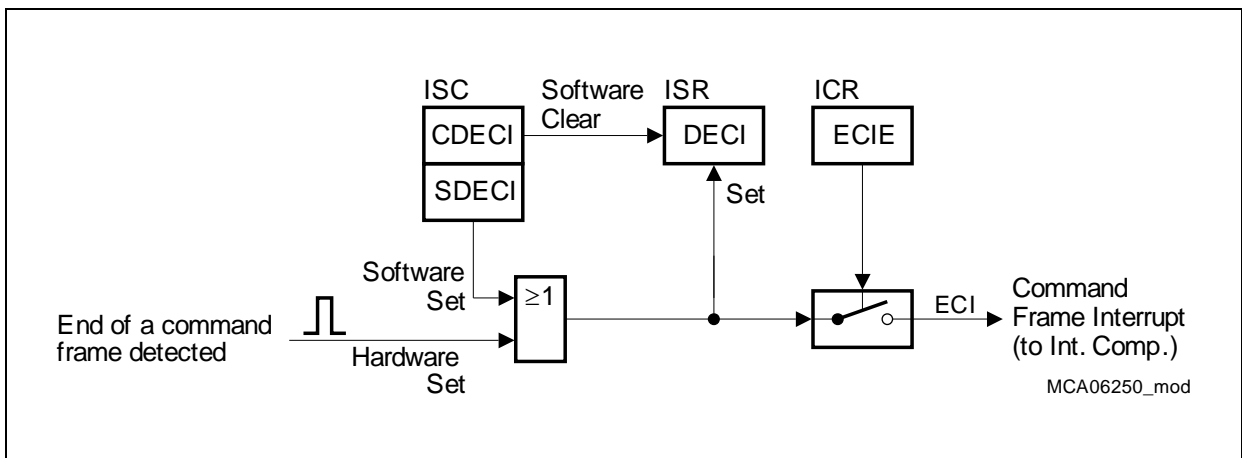 ISC
Software
Clear
ISR
ICR
CDECI
DECI
ECIE
SDECI
Set
Software
Set
≥1
End of a command
frame detected
Hardware
Set
ECI
Command
Frame Interrupt
(to Int. Comp.)
MCA06250_mod